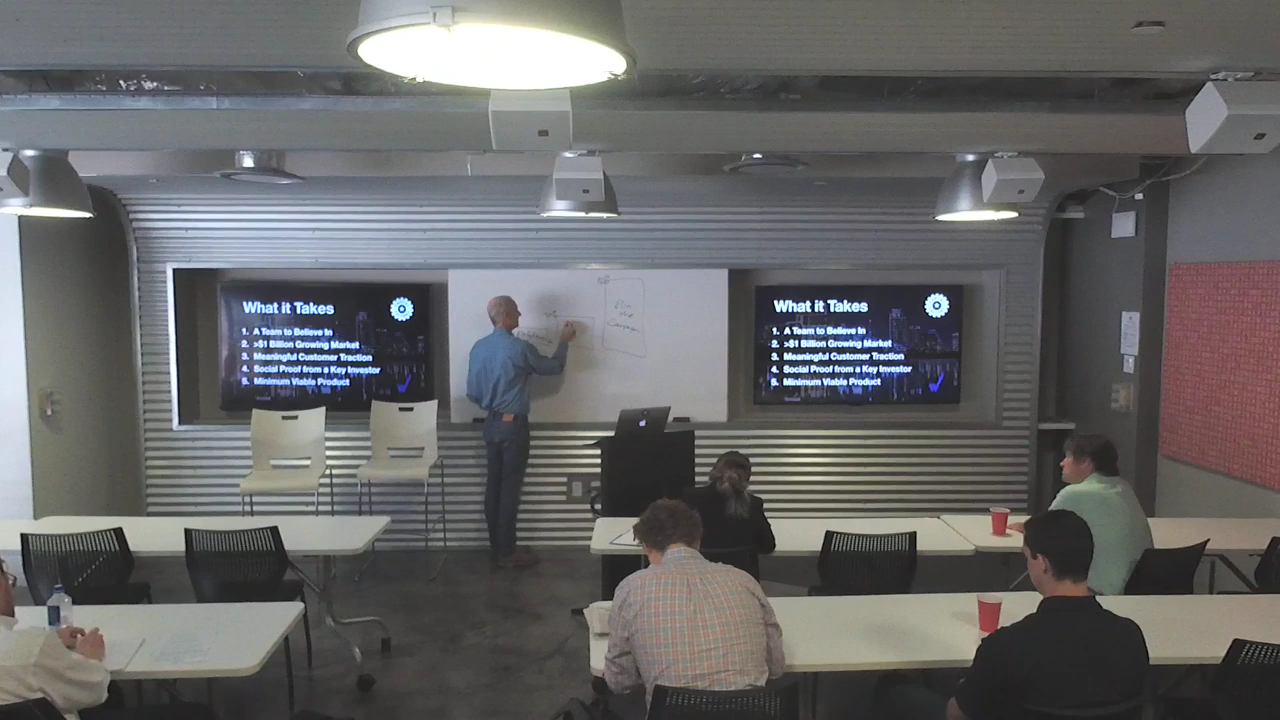 What it Takes
1. A Team to Believe In
2. >$1 Billion Growing Market
3. Meaningful Customer Traction
4. Social Proof from a Key Investor
5. Minimum Viable Product
What it Takes
1. A Team to Believe In
2. >$1 Billion Growing Market
3. Meaningful Customer Traction
4. Social Proof from a Key Investor
5. Minimum Viable Product